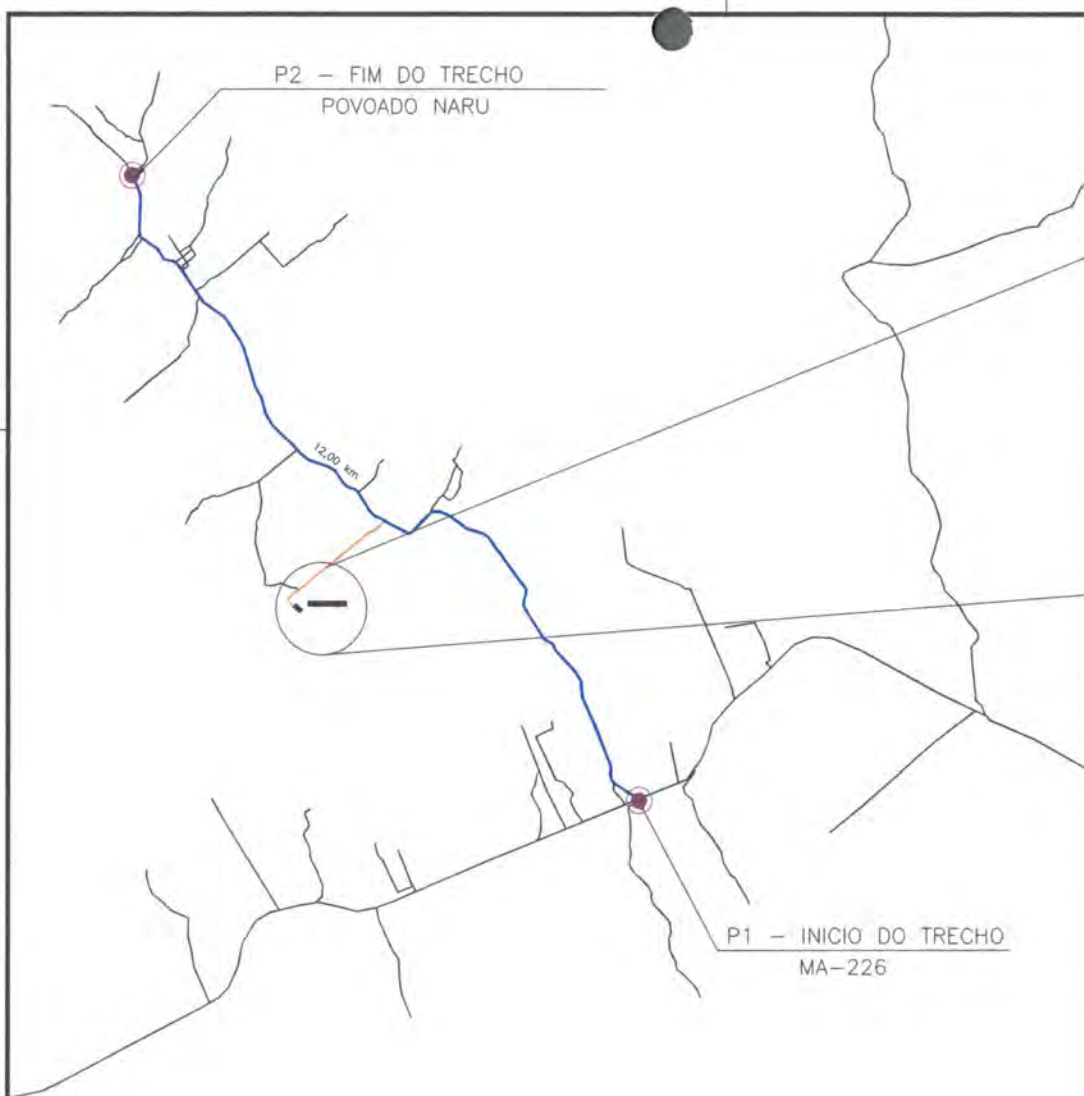 P2 – FIM DO TRECHO
POVOADO NARU
12,00 km
P1 – INICIO DO TRECHO
MA–226